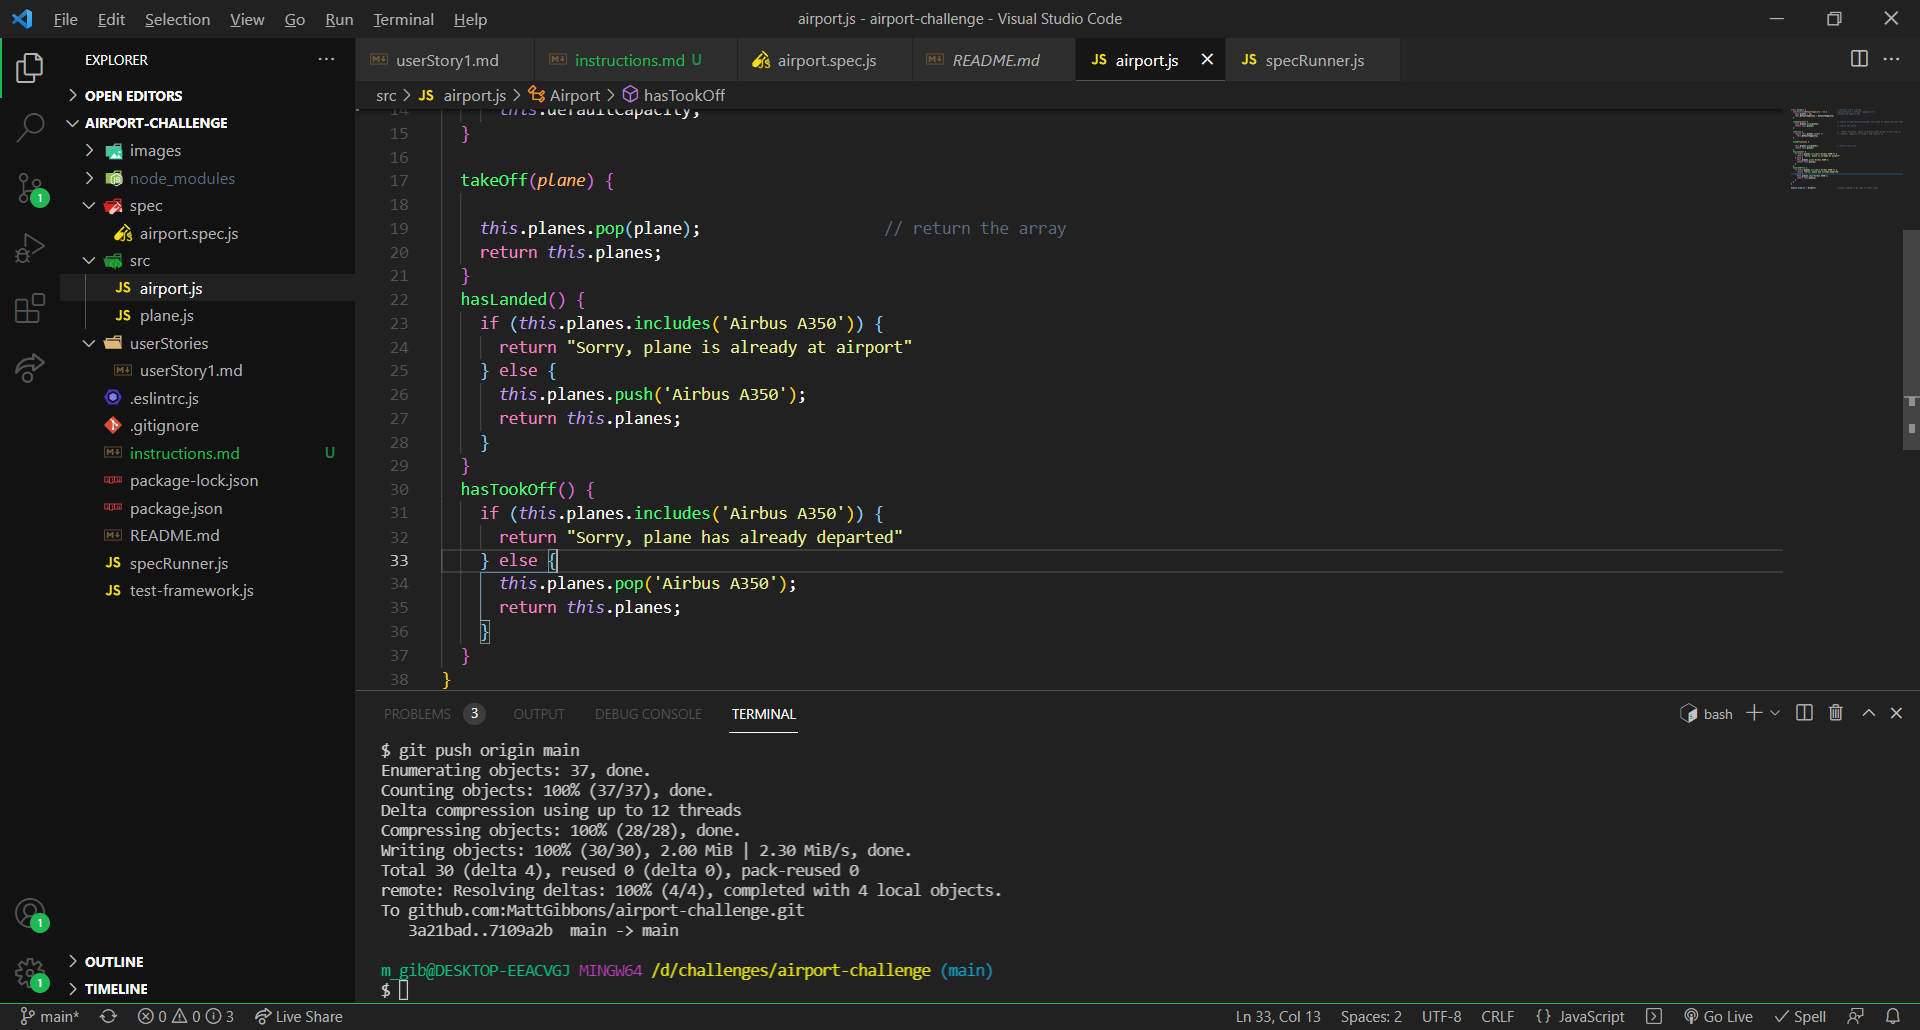 File Edit Selection View Go Run Terminal Help
airport.js - airport-challenge - Visual Studio Code
EXPLORER
OPEN EDITORS
AIRPORT-CHALLENGE
images
node_modules
spec
airport.spec.js
src
JS airport.js
JS plane.js
userStories
userStory1.md
.eslintrc.js
.gitignore
instructions.md U
package-lock.json
package.json
README.md
JS specRunner.js
JS test-framework.js
OUTLINE
TIMELINE
1
1
1
userStory1.md
instructions.md U
airport.spec.js
README.md
JS airport.js
JS specRunner.js
src > JS airport.js > Airport > hasTookOff
14 this.defaultCapacity;
15 }
16
17 takeOff(plane) {
18
19 this.planes.pop(plane); // return the array
20 return this.planes;
21 }
22 hasLanded() {
23 if (this.planes.includes('Airbus A350')) {
24 return "Sorry, plane is already at airport"
25 } else {
26 this.planes.push('Airbus A350');
27 return this.planes;
28 }
29 }
30 hasTookOff() {
31 if (this.planes.includes('Airbus A350')) {
32 return "Sorry, plane has already departed"
33 } else {
34 this.planes.pop('Airbus A350');
35 return this.planes;
36 }
37 }
38 }
PROBLEMS 3 OUTPUT DEBUG CONSOLE TERMINAL
bash
$ git push origin main
Enumerating objects: 37, done.
Counting objects: 100% (37/37), done.
Delta compression using up to 12 threads
Compressing objects: 100% (28/28), done.
Writing objects: 100% (30/30), 2.00 MiB | 2.30 MiB/s, done.
Total 30 (delta 4), reused 0 (delta 0), pack-reused 0
remote: Resolving deltas: 100% (4/4), completed with 4 local objects.
To github.com:MattGibbons/airport-challenge.git
3a21bad..7109a2b main -> main
m_gib@DESKTOP-EEACVGJ MINGW64 /d/challenges/airport-challenge (main)
$
main* 0 0 3 Live Share
Ln 33, Col 13 Spaces: 2 UTF-8 CRLF {} JavaScript Go Live Spell